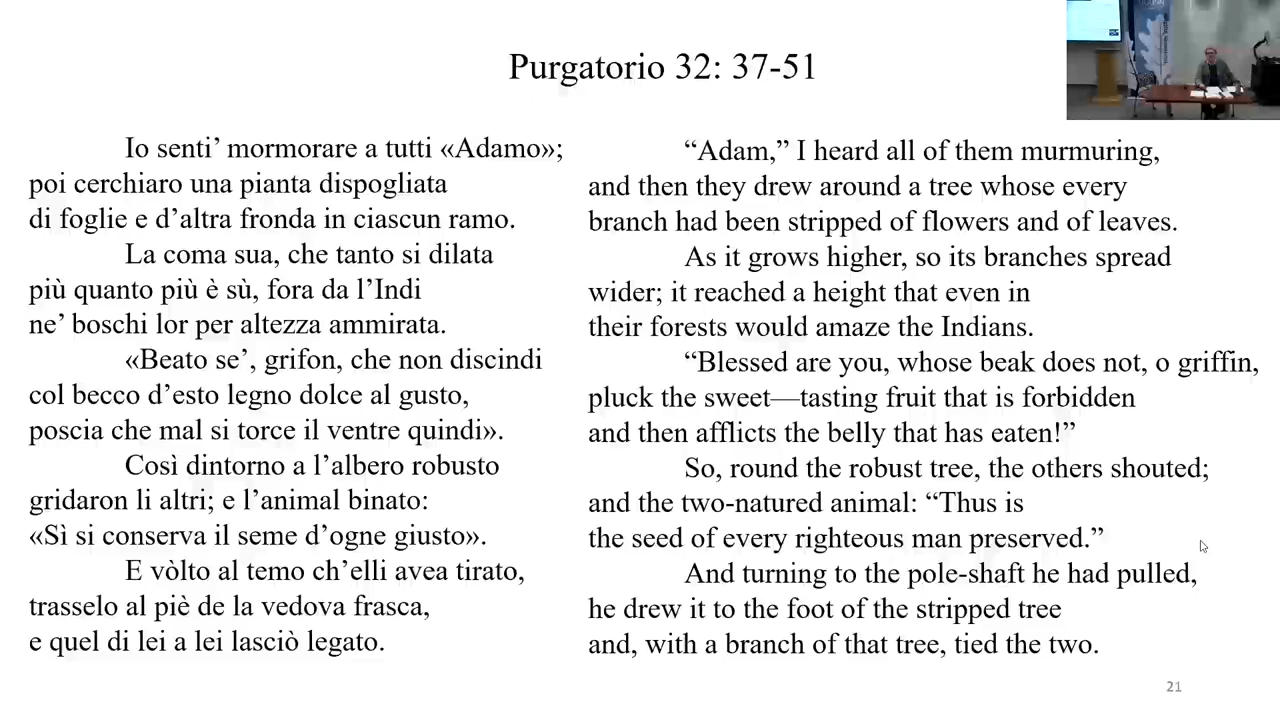 Purgatorio 32: 37-51
Io senti’ mormorare a tutti «Adamo»;
poi cerchiaro una pianta dispogliata
di foglie e d’altra fronda in ciascun ramo.
La coma sua, che tanto si dilata
più quanto più è sù, fora da l’Indi
ne’ boschi lor per altezza ammirata.
«Beato se’, grifon, che non discindi
col becco d’esto legno dolce al gusto,
poscia che mal si torce il ventre quindi».
Così dintorno a l’albero robusto
gridaron li altri; e l’animal binato:
«Sì si conserva il seme d’ogne giusto».
E vòlto al temo ch’elli avea tirato,
trasselo al piè de la vedova frasca,
e quel di lei a lei lasciò legato.
“Adam,” I heard all of them murmuring,
and then they drew around a tree whose every
branch had been stripped of flowers and of leaves.
As it grows higher, so its branches spread
wider; it reached a height that even in
their forests would amaze the Indians.
“Blessed are you, whose beak does not, o griffin,
pluck the sweet—tasting fruit that is forbidden
and then afflicts the belly that has eaten!”
So, round the robust tree, the others shouted;
and the two-natured animal: “Thus is
the seed of every righteous man preserved.”
And turning to the pole-shaft he had pulled,
he drew it to the foot of the stripped tree
and, with a branch of that tree, tied the two.
21